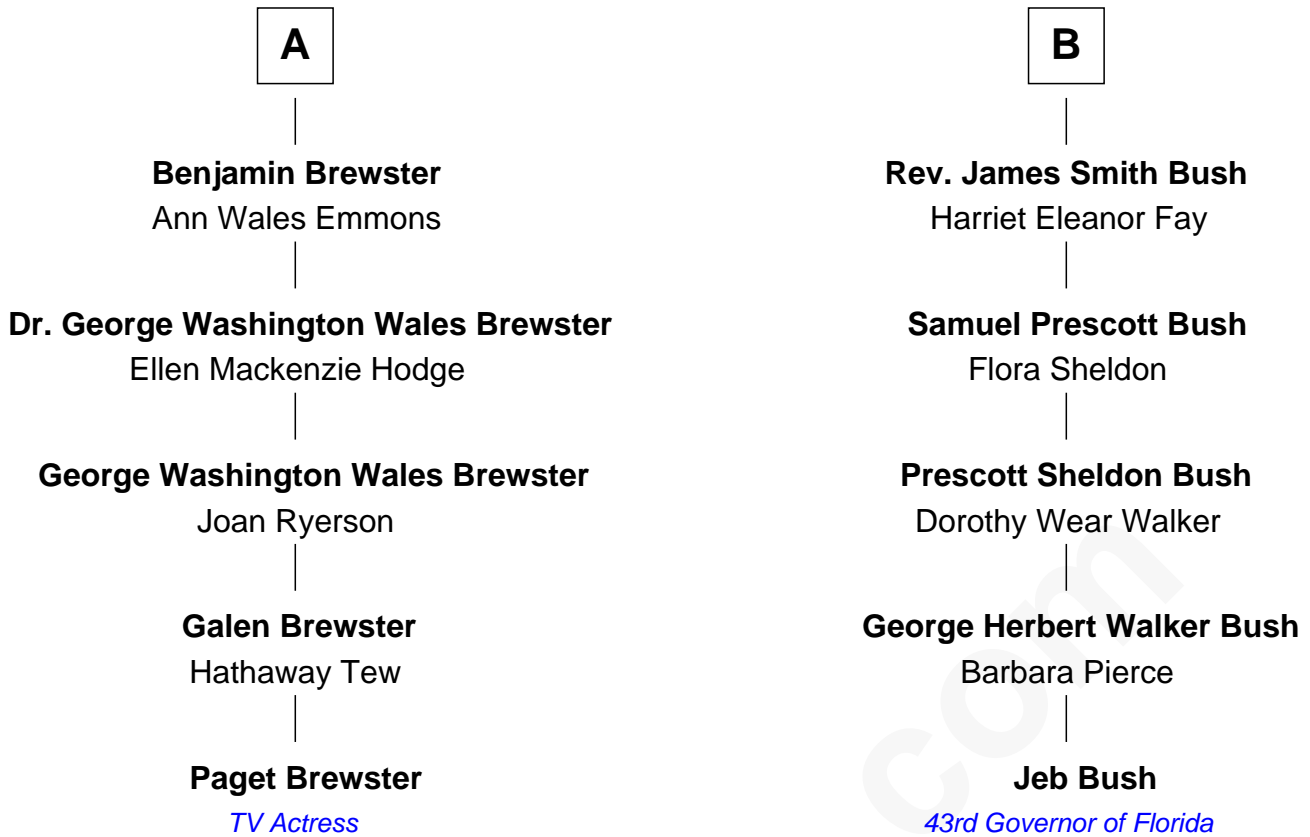 A
Benjamin Brewster
Ann Wales Emmons
Dr. George Washington Wales Brewster
Ellen Mackenzie Hodge
George Washington Wales Brewster
Joan Ryerson
Galen Brewster
Hathaway Tew
Paget Brewster
TV Actress
B
Rev. James Smith Bush
Harriet Eleanor Fay
Samuel Prescott Bush
Flora Sheldon
Prescott Sheldon Bush
Dorothy Wear Walker
George Herbert Walker Bush
Barbara Pierce
Jeb Bush
43rd Governor of Florida
com